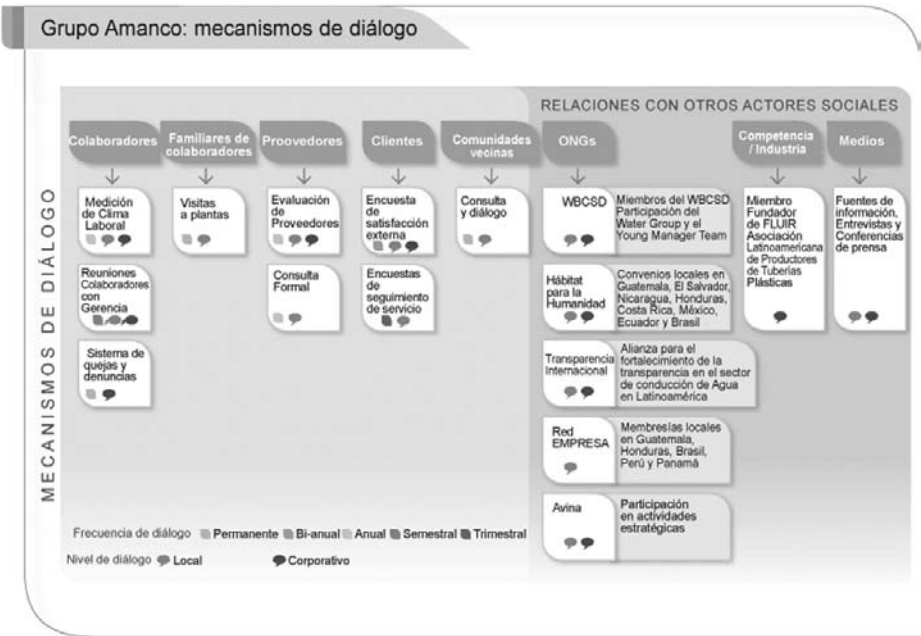 Grupo Amanco: mecanismos de diálogo
RELACIONES CON OTROS ACTORES SOCIALES
MECANISMOS DE DIÁLOGO
Colaboradores
Medición
de Clima
Laboral
Reuniones
Colaboradores
con
Gerencia
Sistema de
quejas y
denuncias
Familiares de
colaboradores
Visitas
a plantas
Proovedores
Evaluación
de
Proveedores
Consulta
Formal
Clientes
Encuesta
de
satisfacción
externa
Encuestas
de
seguimiento
de servicio
Comunidades
vecinas
Consulta
y diálogo
ONGs
WBCSD
Miembros del WBCSD
Participación del
Water Group y el
Young Manager Team
Hábitat
para la
Humanidad
Convenios locales en
Guatemala, El Salvador,
Nicaragua, Honduras,
Costa Rica, México,
Ecuador y Brasil
Transparencia
Internacional
Alianza para el
fortalecimiento de la
transparencia en el sector
de conducción de Agua
en Latinoamérica
Red
EMPRESA
Membresías locales
en Guatemala,
Honduras, Brasil,
Perú y Panamá
Avina
Participación
en actividades
estratégicas
Competencia
/ Industria
Miembro
Fundador
de FLUIR
Asociación
Latinoamericana
de Productores
de Tuberías
Plásticas
Medios
Fuentes de
información,
Entrevistas y
Conferencias
de prensa
Frecuencia de diálogo Permanente Bi-anual Anual Semestral Trimestral
Nivel de diálogo Local Corporativo